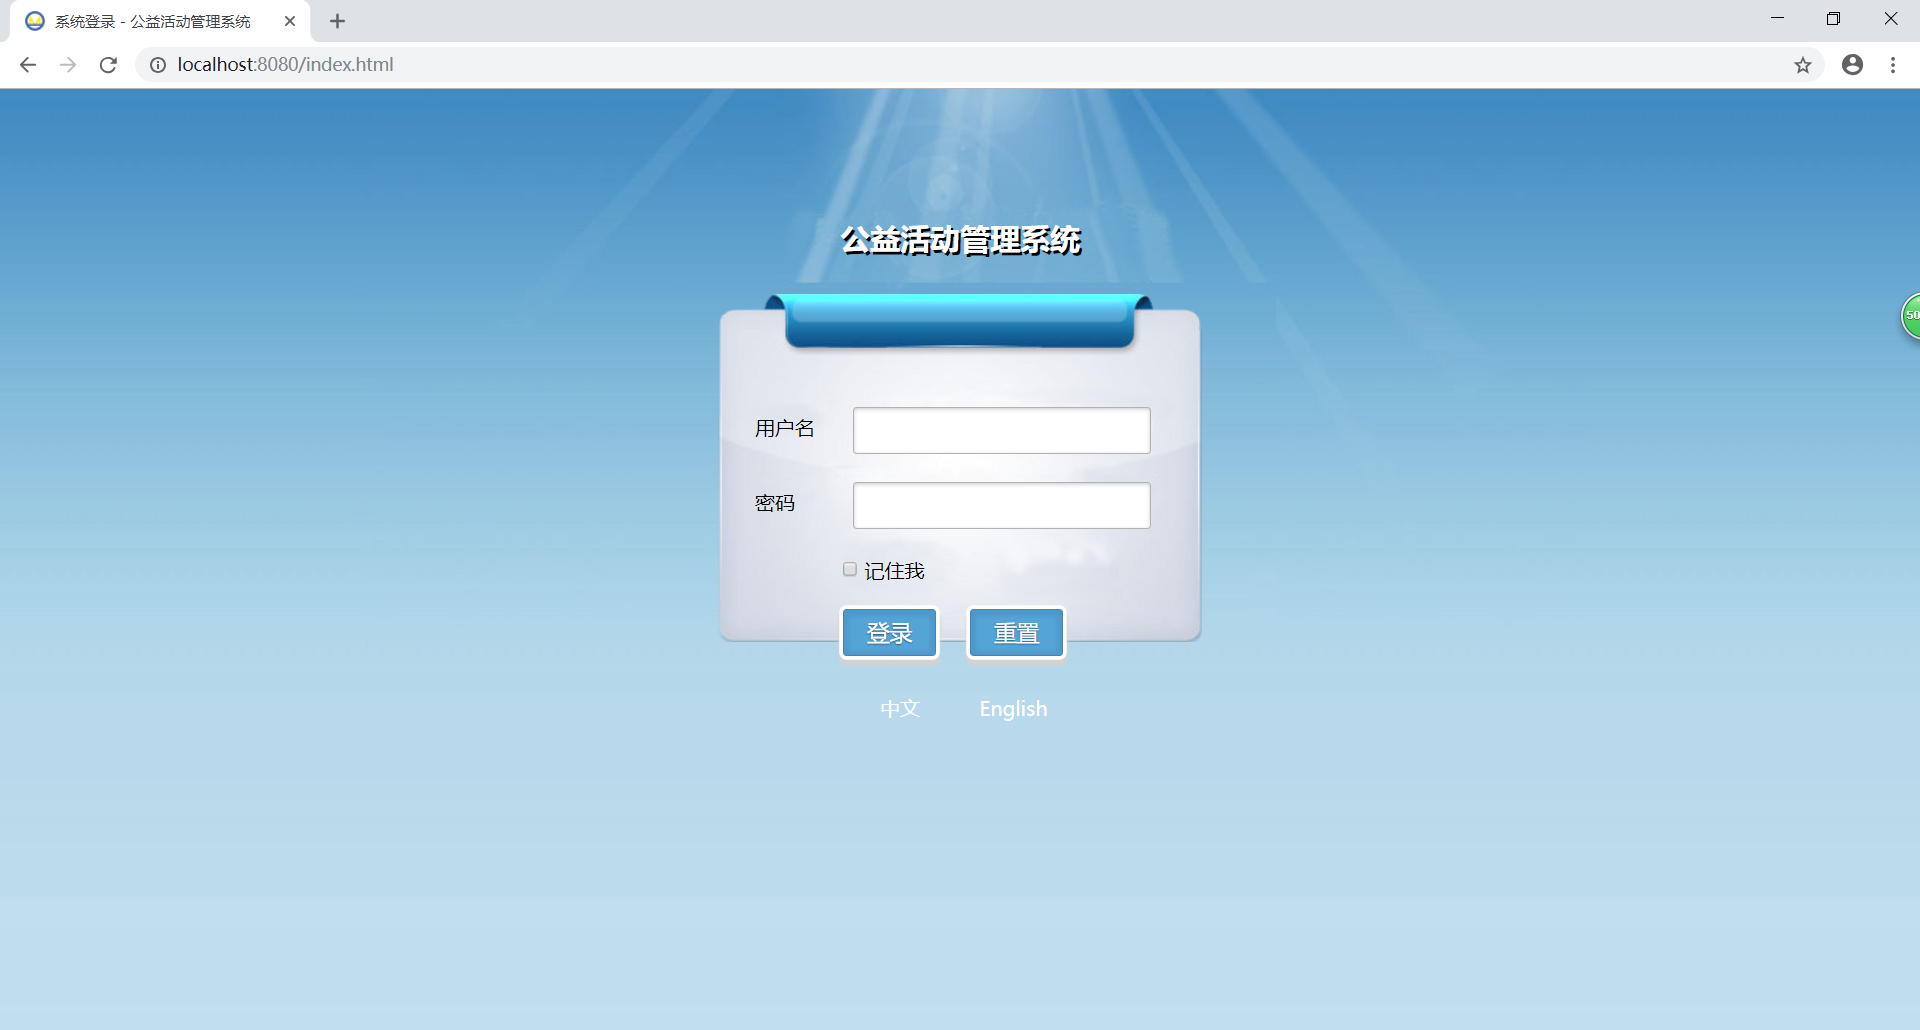 系统登录 - 公益活动管理系统
localhost:8080/index.html
公益活动管理系统
50
用户名
密码
记住我
登录 重置
中文 English